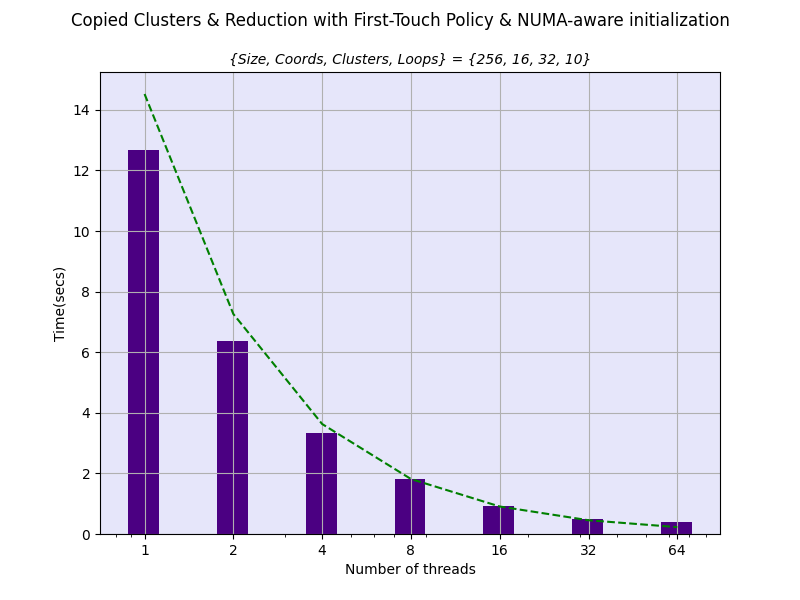 Copied Clusters & Reduction with First-Touch Policy & NUMA-aware initialization
{Size, Coords, Clusters, Loops} = {256, 16, 32, 10}
14
12
10
8
6
4
2
0
Time(secs)
1 2 4 8 16 32 64
Number of threads